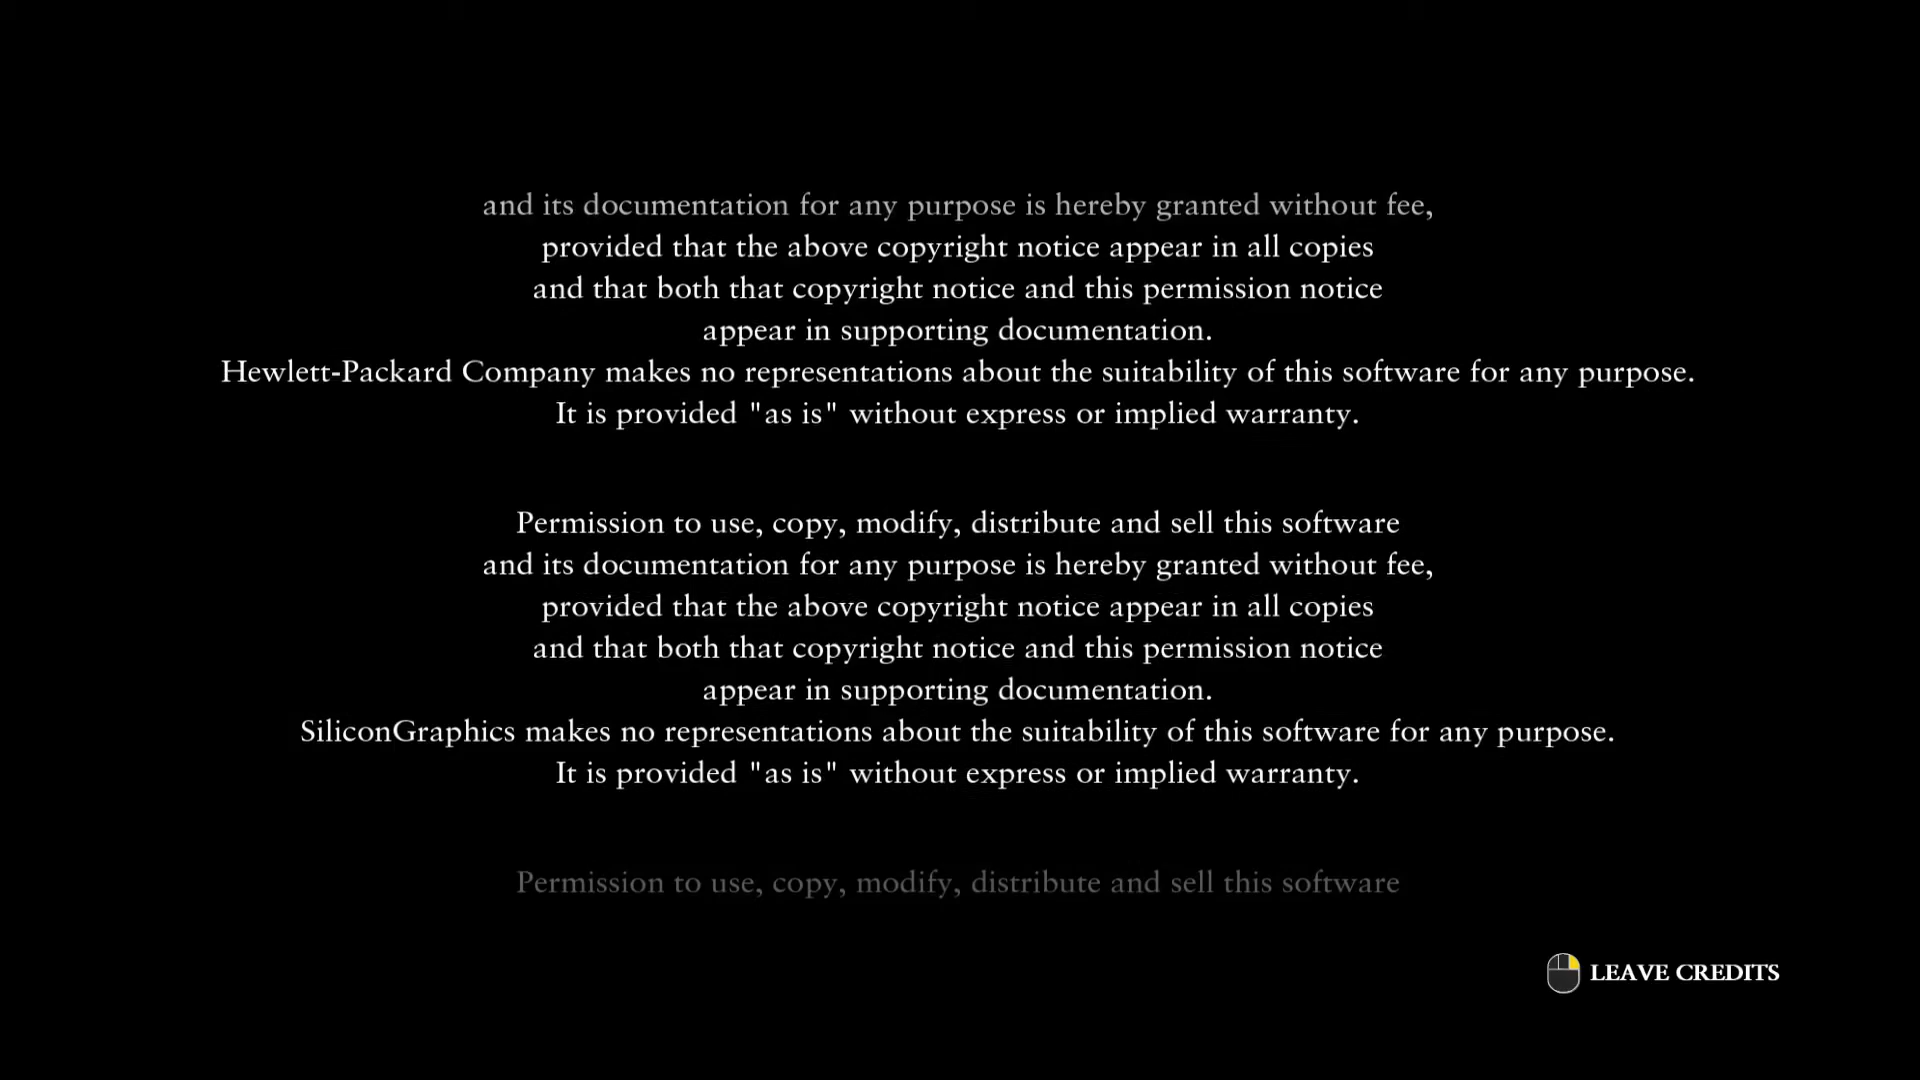 and its documentation for any purpose is hereby granted without fee,
provided that the above copyright notice appear in all copies
and that both that copyright notice and this permission notice
appear in supporting documentation.
Hewlett-Packard Company makes no representations about the suitability of this software for any purpose.
It is provided "as is" without express or implied warranty.
Permission to use, copy, modify, distribute and sell this software
and its documentation for any purpose is hereby granted without fee,
provided that the above copyright notice appear in all copies
and that both that copyright notice and this permission notice
appear in supporting documentation.
SiliconGraphics makes no representations about the suitability of this software for any purpose.
It is provided "as is" without express or implied warranty.
Permission to use, copy, modify, distribute and sell this software
LEAVE CREDITS